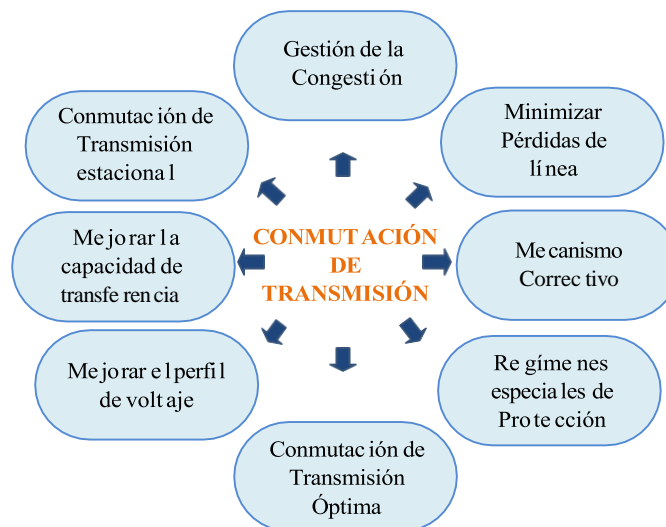 Gestión de la
Congestión
Conmutación de
Transmisión
estacional
Minimizar
Pérdidas de
línea
Mejorar la
capacidad de
transferencia
CONMUTACIÓN
DE
TRANSMISIÓN
Mecanismo
Correctivo
Mejorar el perfil
de voltaje
Regímenes
especiales de
Protección
Conmutación de
Transmisión
Óptima